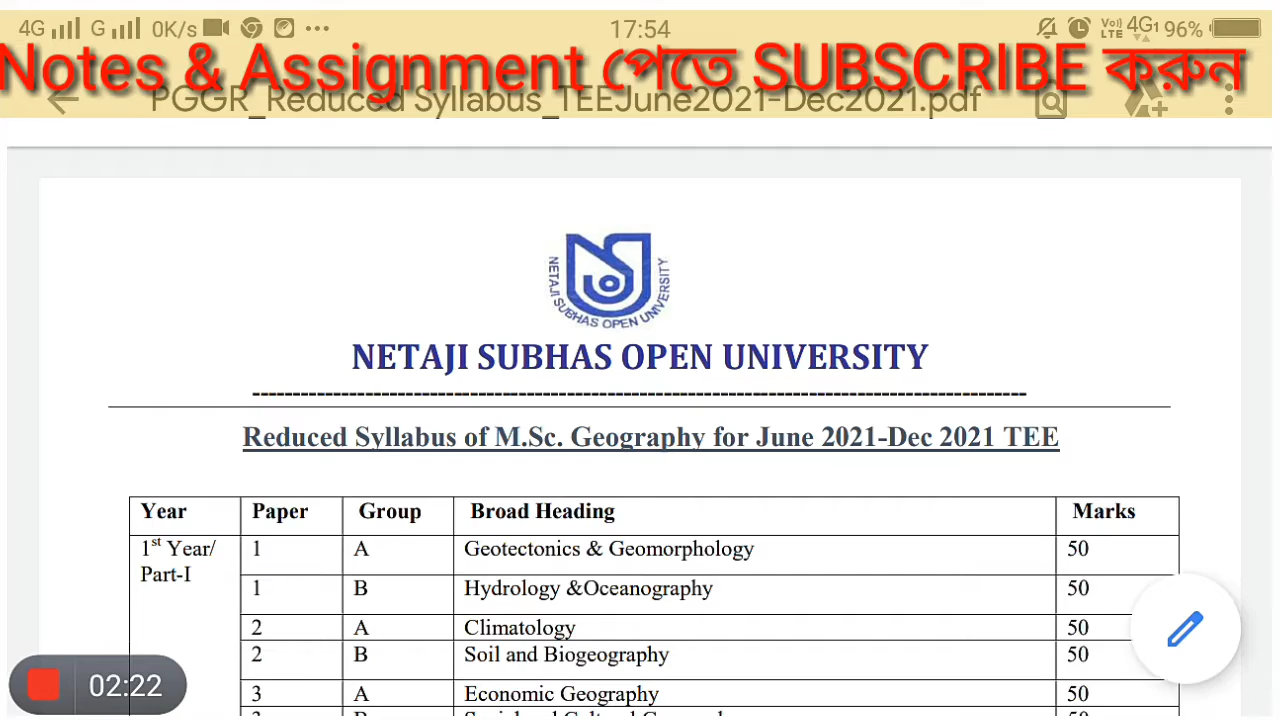 4G G 0K/s 17:54 Vo) LTE 4G1 96%
Notes & Assignment পেতে SUBSCRIBE করুন
PGGR_Reduced Syllabus_TEEJune2021-Dec2021.pdf
NETAJI SUBHAS OPEN UNIVERSITY
NETAJI SUBHAS OPEN UNIVERSITY
Reduced Syllabus of M.Sc. Geography for June 2021-Dec 2021 TEE
Year Paper Group Broad Heading Marks
1st Year/ Part-I 1 A Geotectonics & Geomorphology 50
1 B Hydrology &Oceanography 50
2 A Climatology 50
2 B Soil and Biogeography 50
3 A Economic Geography 50
02:22